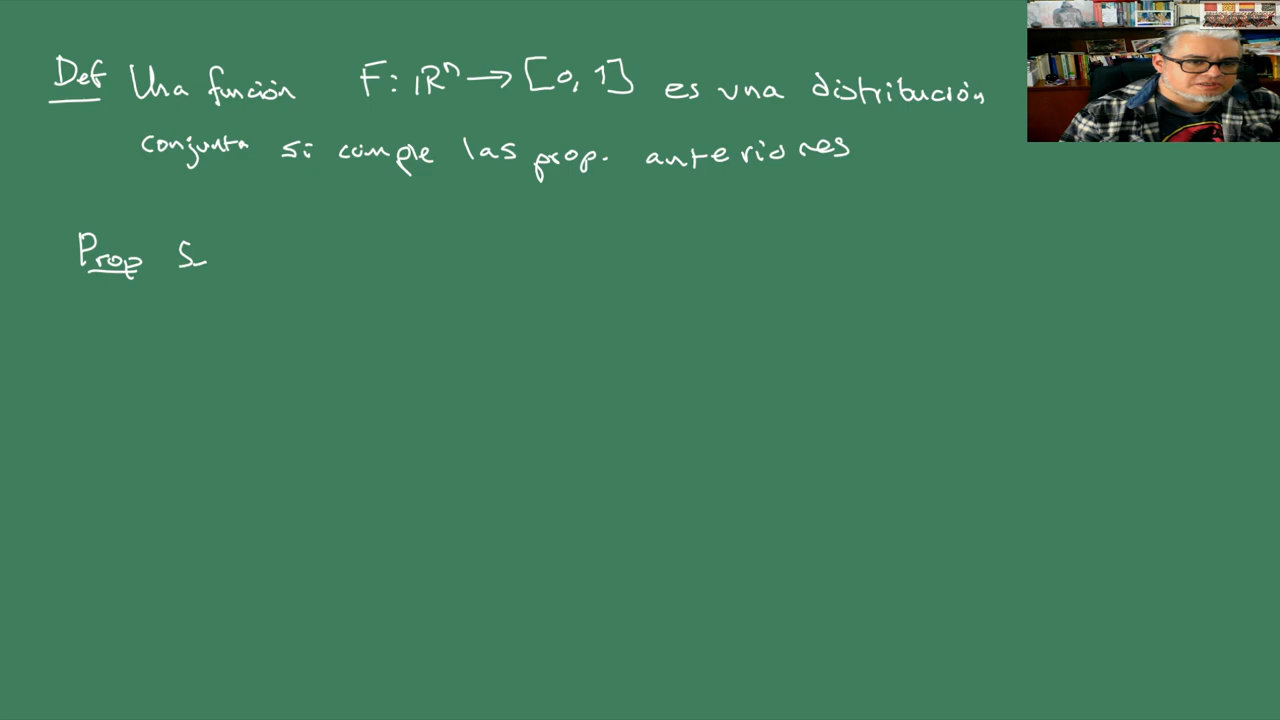 Def Una función F: ℝⁿ → [0, 1] es una distribución
conjunta si cumple las prop. anteriores
Prop S